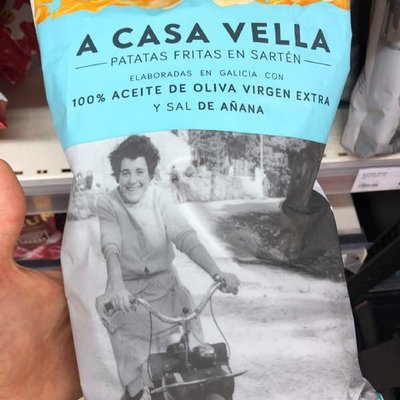 A CASA VELLA
PATATAS FRITAS EN SARTÉN
ELABORADAS EN GALICIA CON
100% ACEITE DE OLIVA VIRGEN EXTRA
Y SAL DE AÑANA